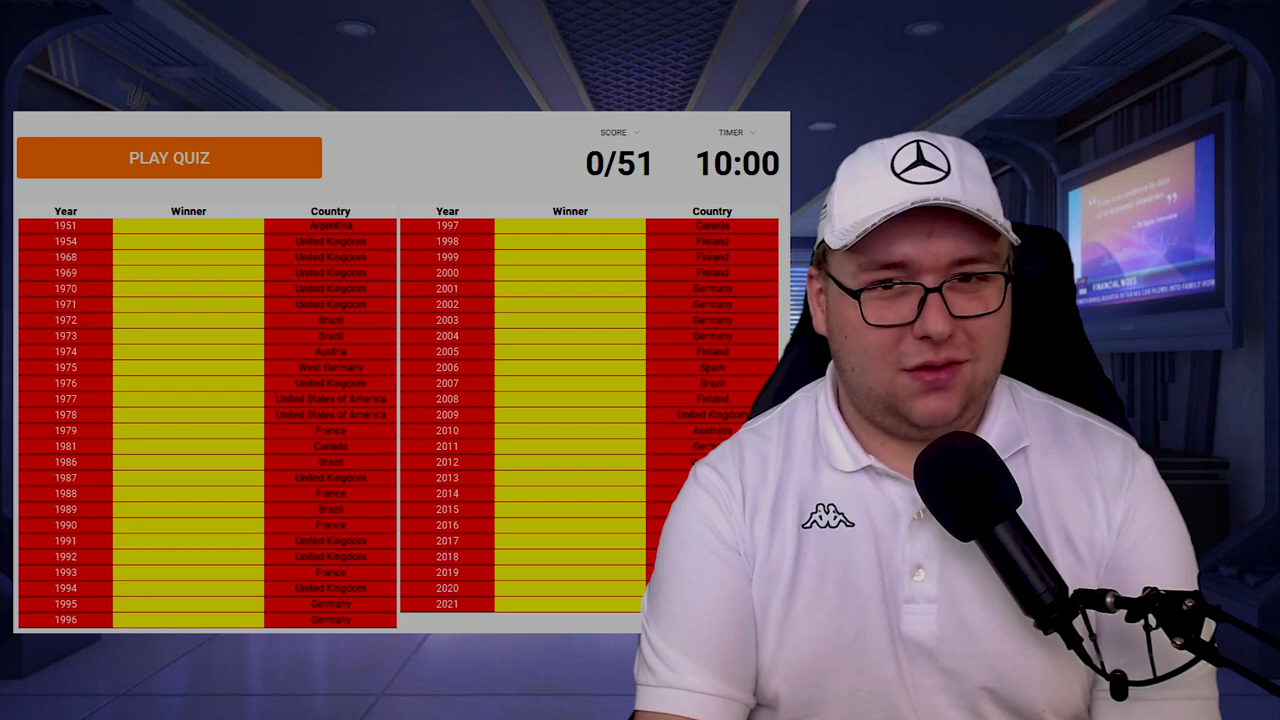 SCORE TIMER
PLAY QUIZ 0/51 10:00
Year Winner Country Year Winner Country
1951 Argentina 1997 Canada
1954 United Kingdom 1998 Finland
1968 United Kingdom 1999 Finland
1969 United Kingdom 2000 Finland
1970 United Kingdom 2001 Germany
1971 United Kingdom 2002 Germany
1972 Brazil 2003 Germany
1973 Brazil 2004 Germany
1974 Austria 2005 Finland
1975 West Germany 2006 Spain
1976 United Kingdom 2007 Brazil
1977 United States of America 2008 Finland
1978 United States of America 2009 United Kingdom
1979 France 2010 Australia
1981 Canada 2011
1986 Brazil 2012
1987 United Kingdom 2013
1988 France 2014
1989 Brazil 2015
1990 France 2016
1991 United Kingdom 2017
1992 United Kingdom 2018
1993 France 2019
1994 United Kingdom 2020
1995 Germany 2021
1996 Germany
FINANCIAL WOES